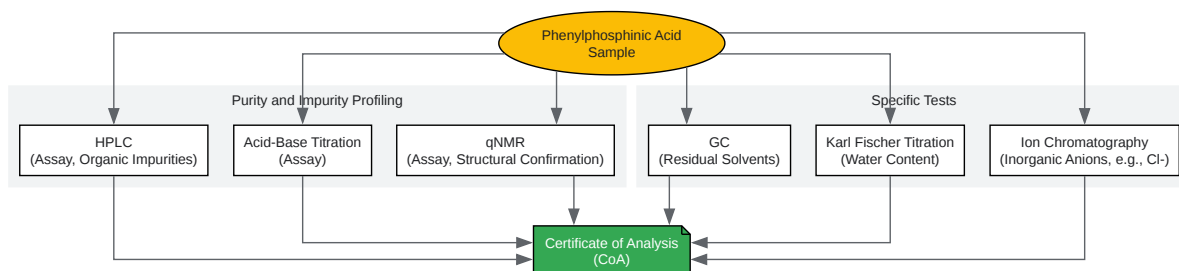 Phenylphosphinic Acid
Sample
Purity and Impurity Profiling
Specific Tests
HPLC
(Assay, Organic Impurities)
Acid-Base Titration
(Assay)
qNMR
(Assay, Structural Confirmation)
GC
(Residual Solvents)
Karl Fischer Titration
(Water Content)
Ion Chromatography
(Inorganic Anions, e.g., Cl-)
Certificate of Analysis
(CoA)